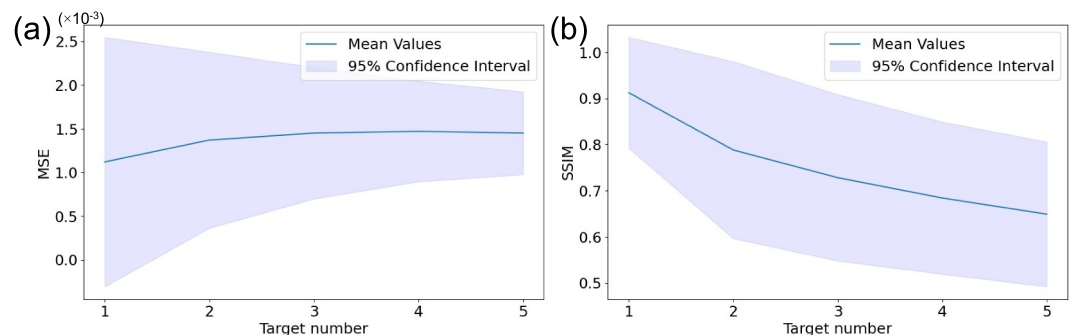 (a)
(×10⁻³)
Mean Values
95% Confidence Interval
2.5
2.0
1.5
1.0
0.5
0.0
MSE
1 2 3 4 5
Target number
(b)
Mean Values
95% Confidence Interval
1.0
0.9
0.8
0.7
0.6
0.5
SSIM
1 2 3 4 5
Target number